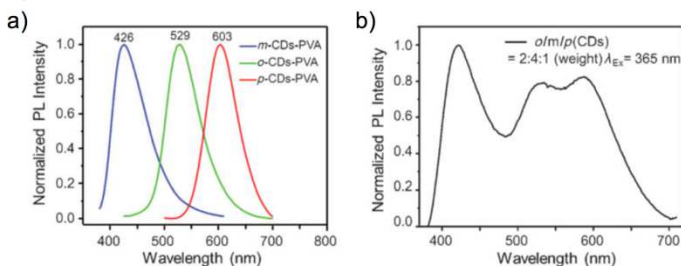 a)
426 529 603
m-CDs-PVA
o-CDs-PVA
p-CDs-PVA
Normalized PL Intensity
1.0
0.8
0.6
0.4
0.2
0.0
400 500 600 700 800
Wavelength (nm)
b)
o/m/p(CDs)
= 2:4:1 (weight) λEx = 365 nm
Normalized PL Intensity
1.0
0.8
0.6
0.4
0.2
0.0
400 500 600 700
Wavelength (nm)